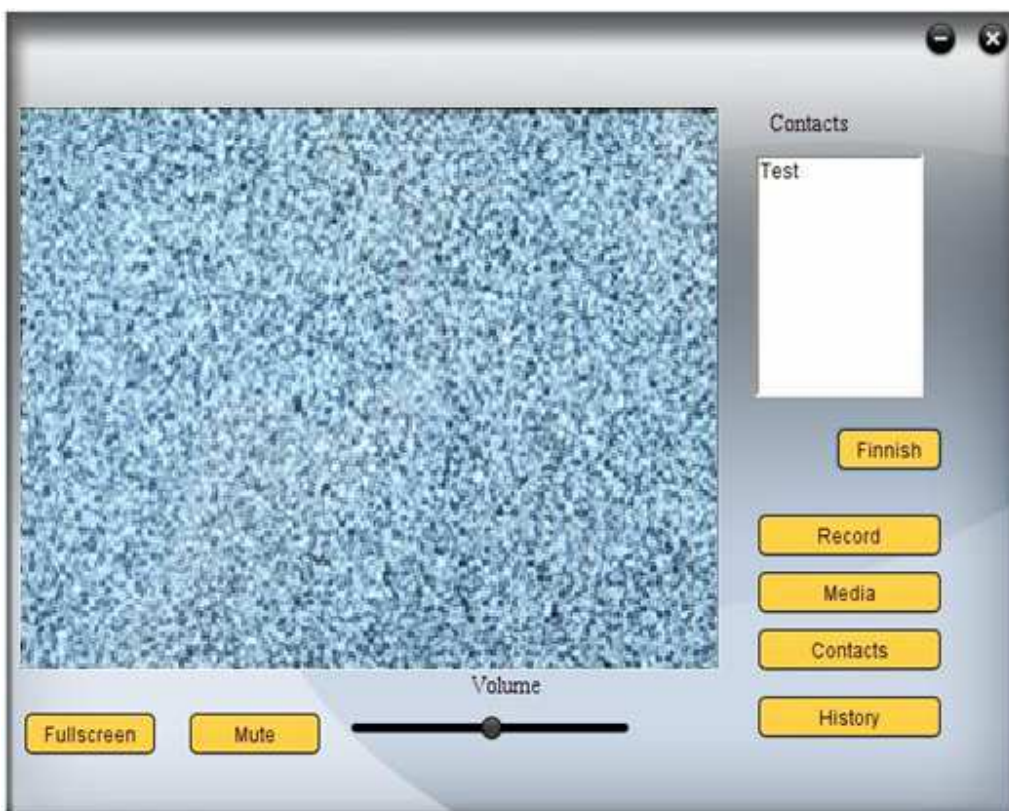 Contacts
Test
Finnish
Record
Media
Contacts
History
Volume
Fullscreen
Mute